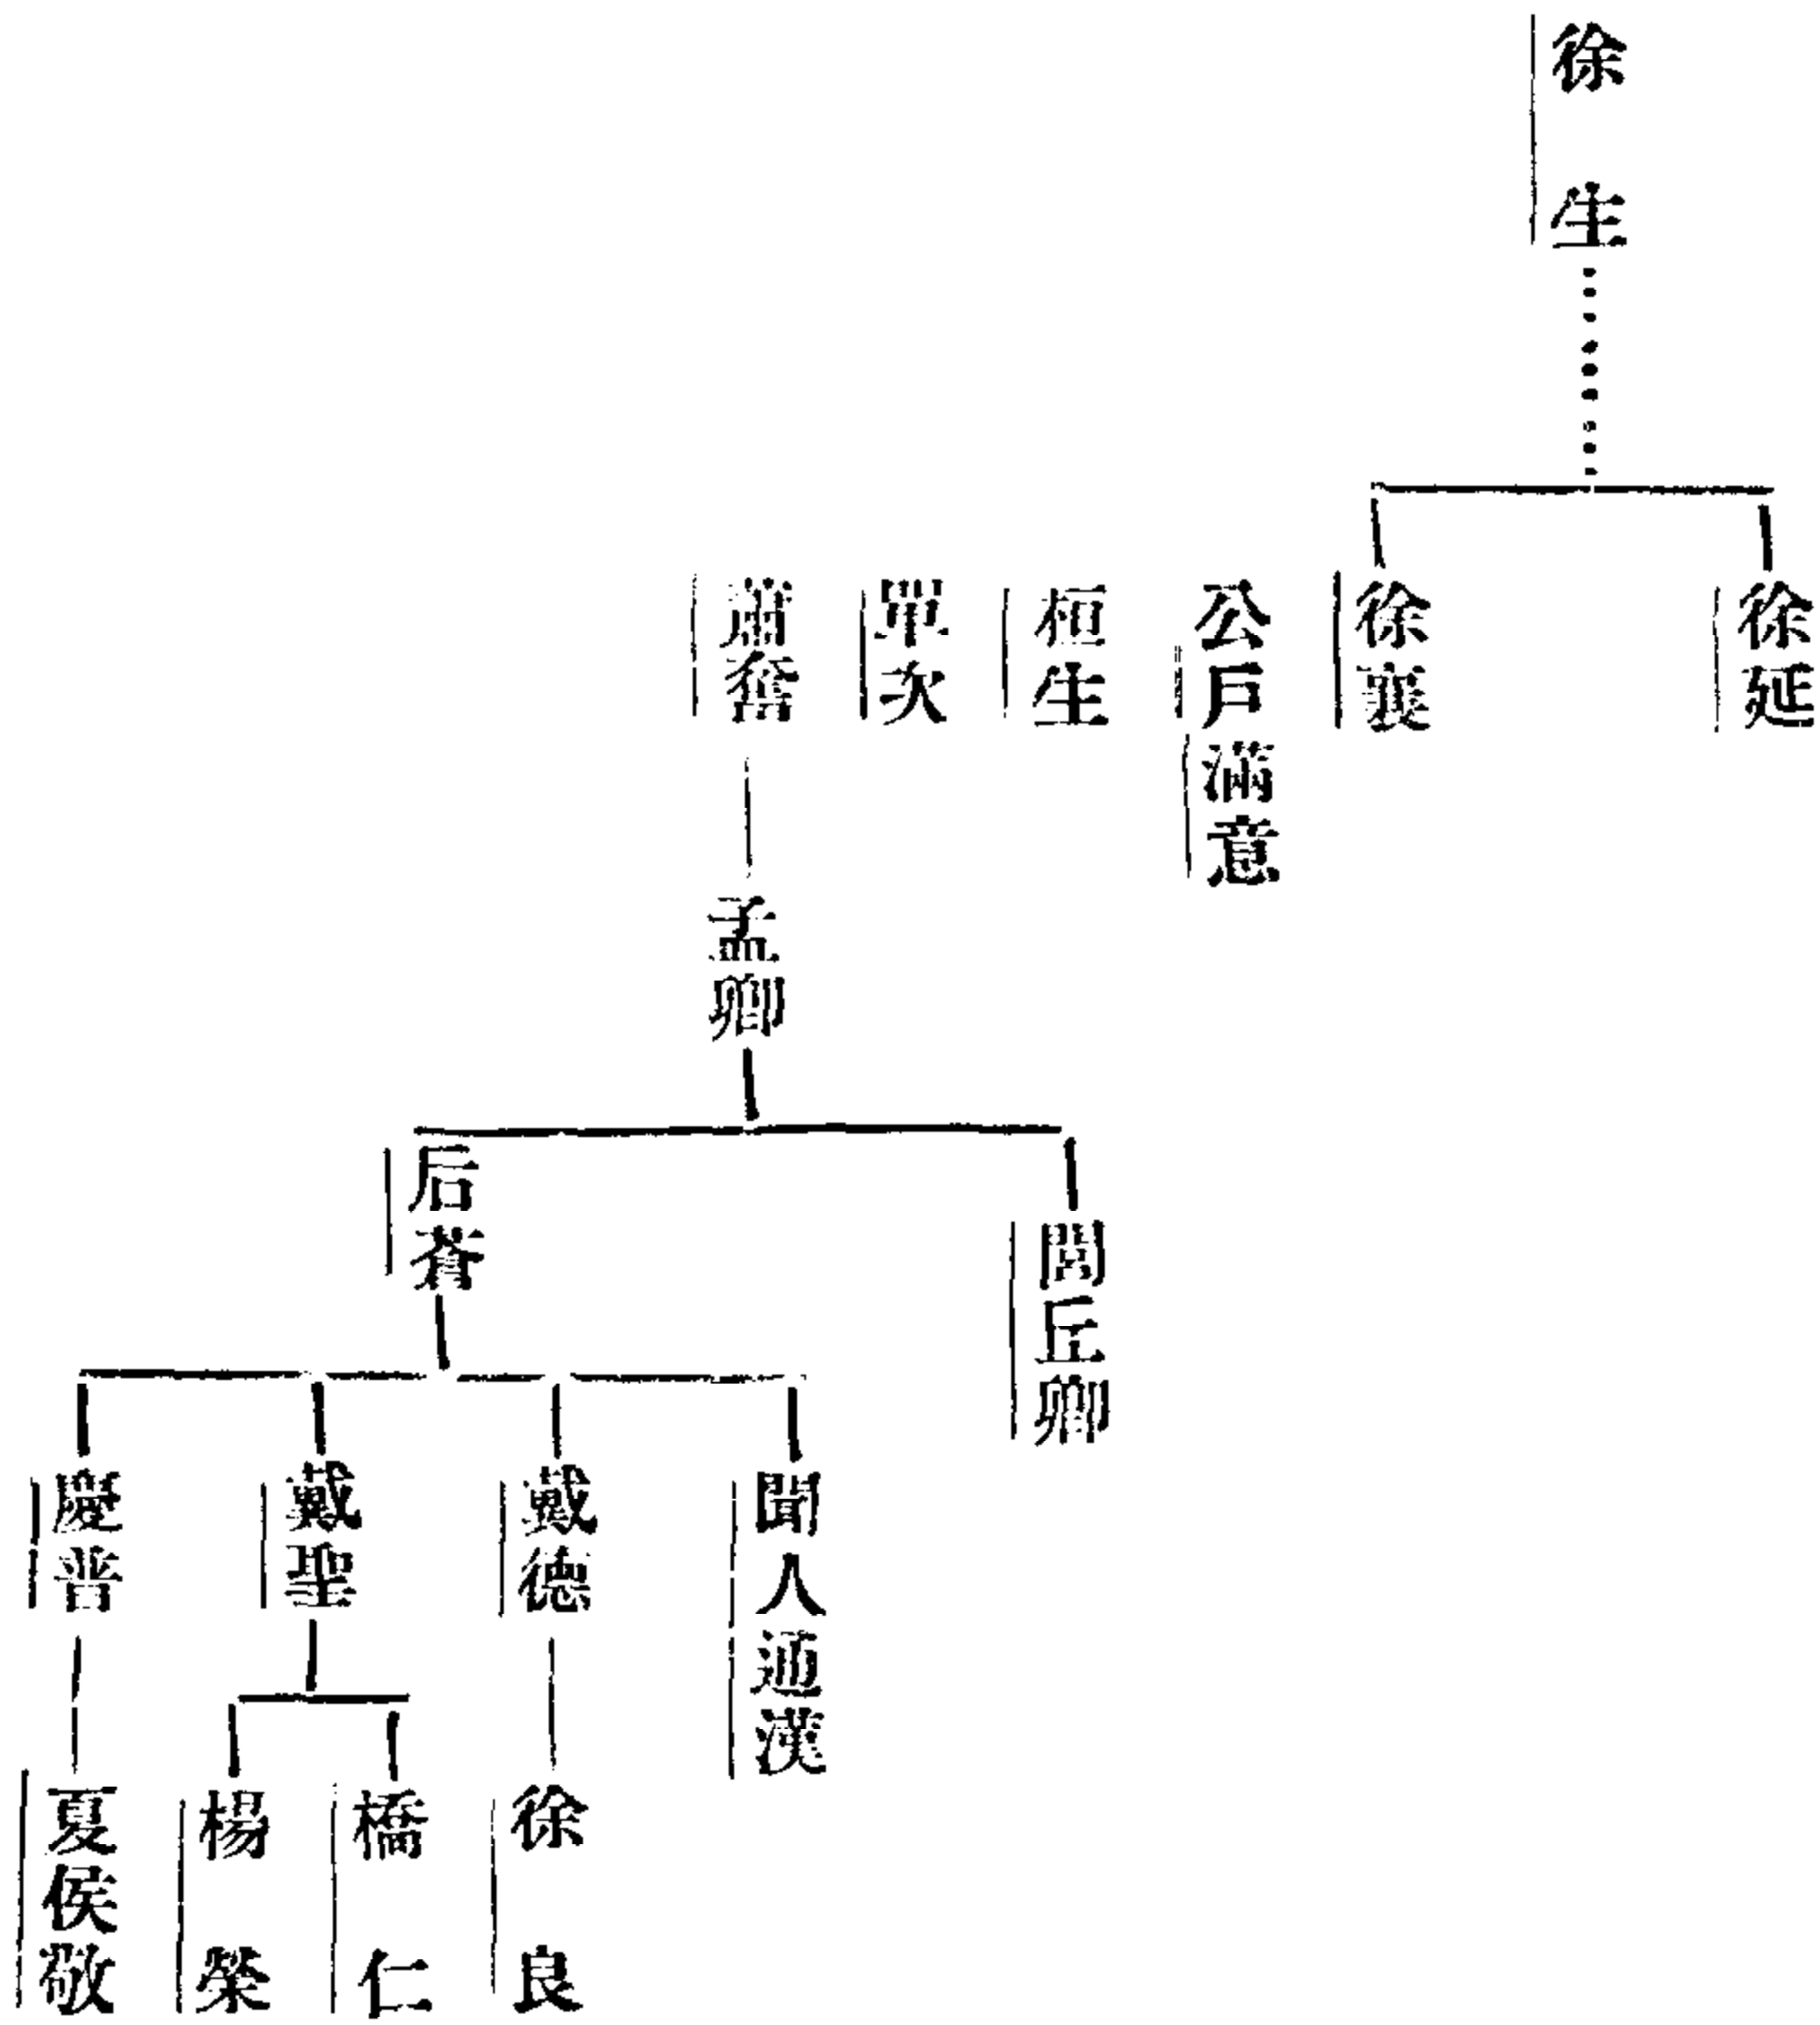 徐生
徐延
徐襄
公戶滿意
桓生
單次
蕭奮
孟卿
閭丘卿
后蒼
聞人通漢
戴德
戴聖
慶普
徐良
橋仁
楊榮
夏侯敬